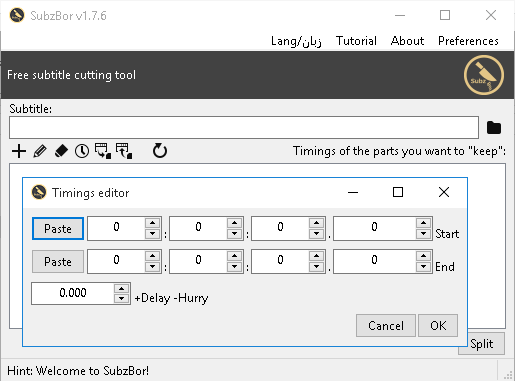 SubzBor v1.7.6
Lang/زبان Tutorial About Preferences
Free subtitle cutting tool
Subz
Subtitle:
Timings of the parts you want to "keep":
Timings editor
Paste 0 : 0 : 0 . 0 Start
Paste 0 : 0 : 0 . 0 End
0.000 +Delay -Hurry
Cancel OK
Split
Hint: Welcome to SubzBor!